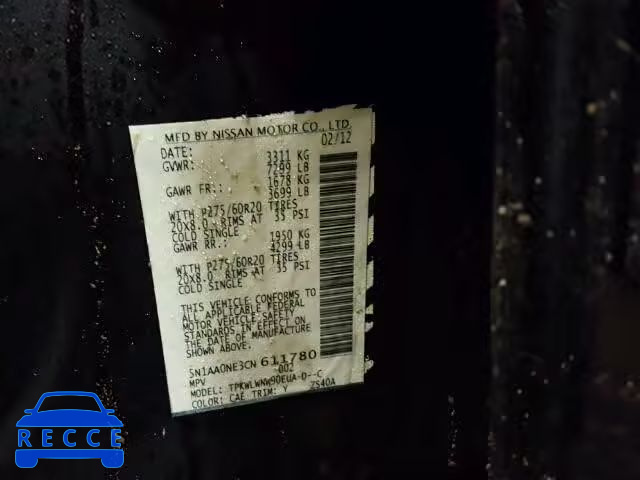 MFD BY NISSAN MOTOR CO., LTD.
DATE: 02/12
GVWR: 3311 KG
7299 LB
GAWR FR.: 1678 KG
3699 LB
WITH P275/60R20 TIRES
20X8.0 RIMS AT 35 PSI
COLD SINGLE
GAWR RR.: 1950 KG
4299 LB
WITH P275/60R20 TIRES
20X8.0 RIMS AT 35 PSI
COLD SINGLE
THIS VEHICLE CONFORMS TO
ALL APPLICABLE FEDERAL
MOTOR VEHICLE SAFETY
STANDARDS IN EFFECT ON
THE DATE OF MANUFACTURE
SHOWN ABOVE.
5N1AA0NE3CN 611780
MPV 002
MODEL: TPKWLWNW90EUA-D--C
COLOR: CAE TRIM: Y ZS40A
RECCE